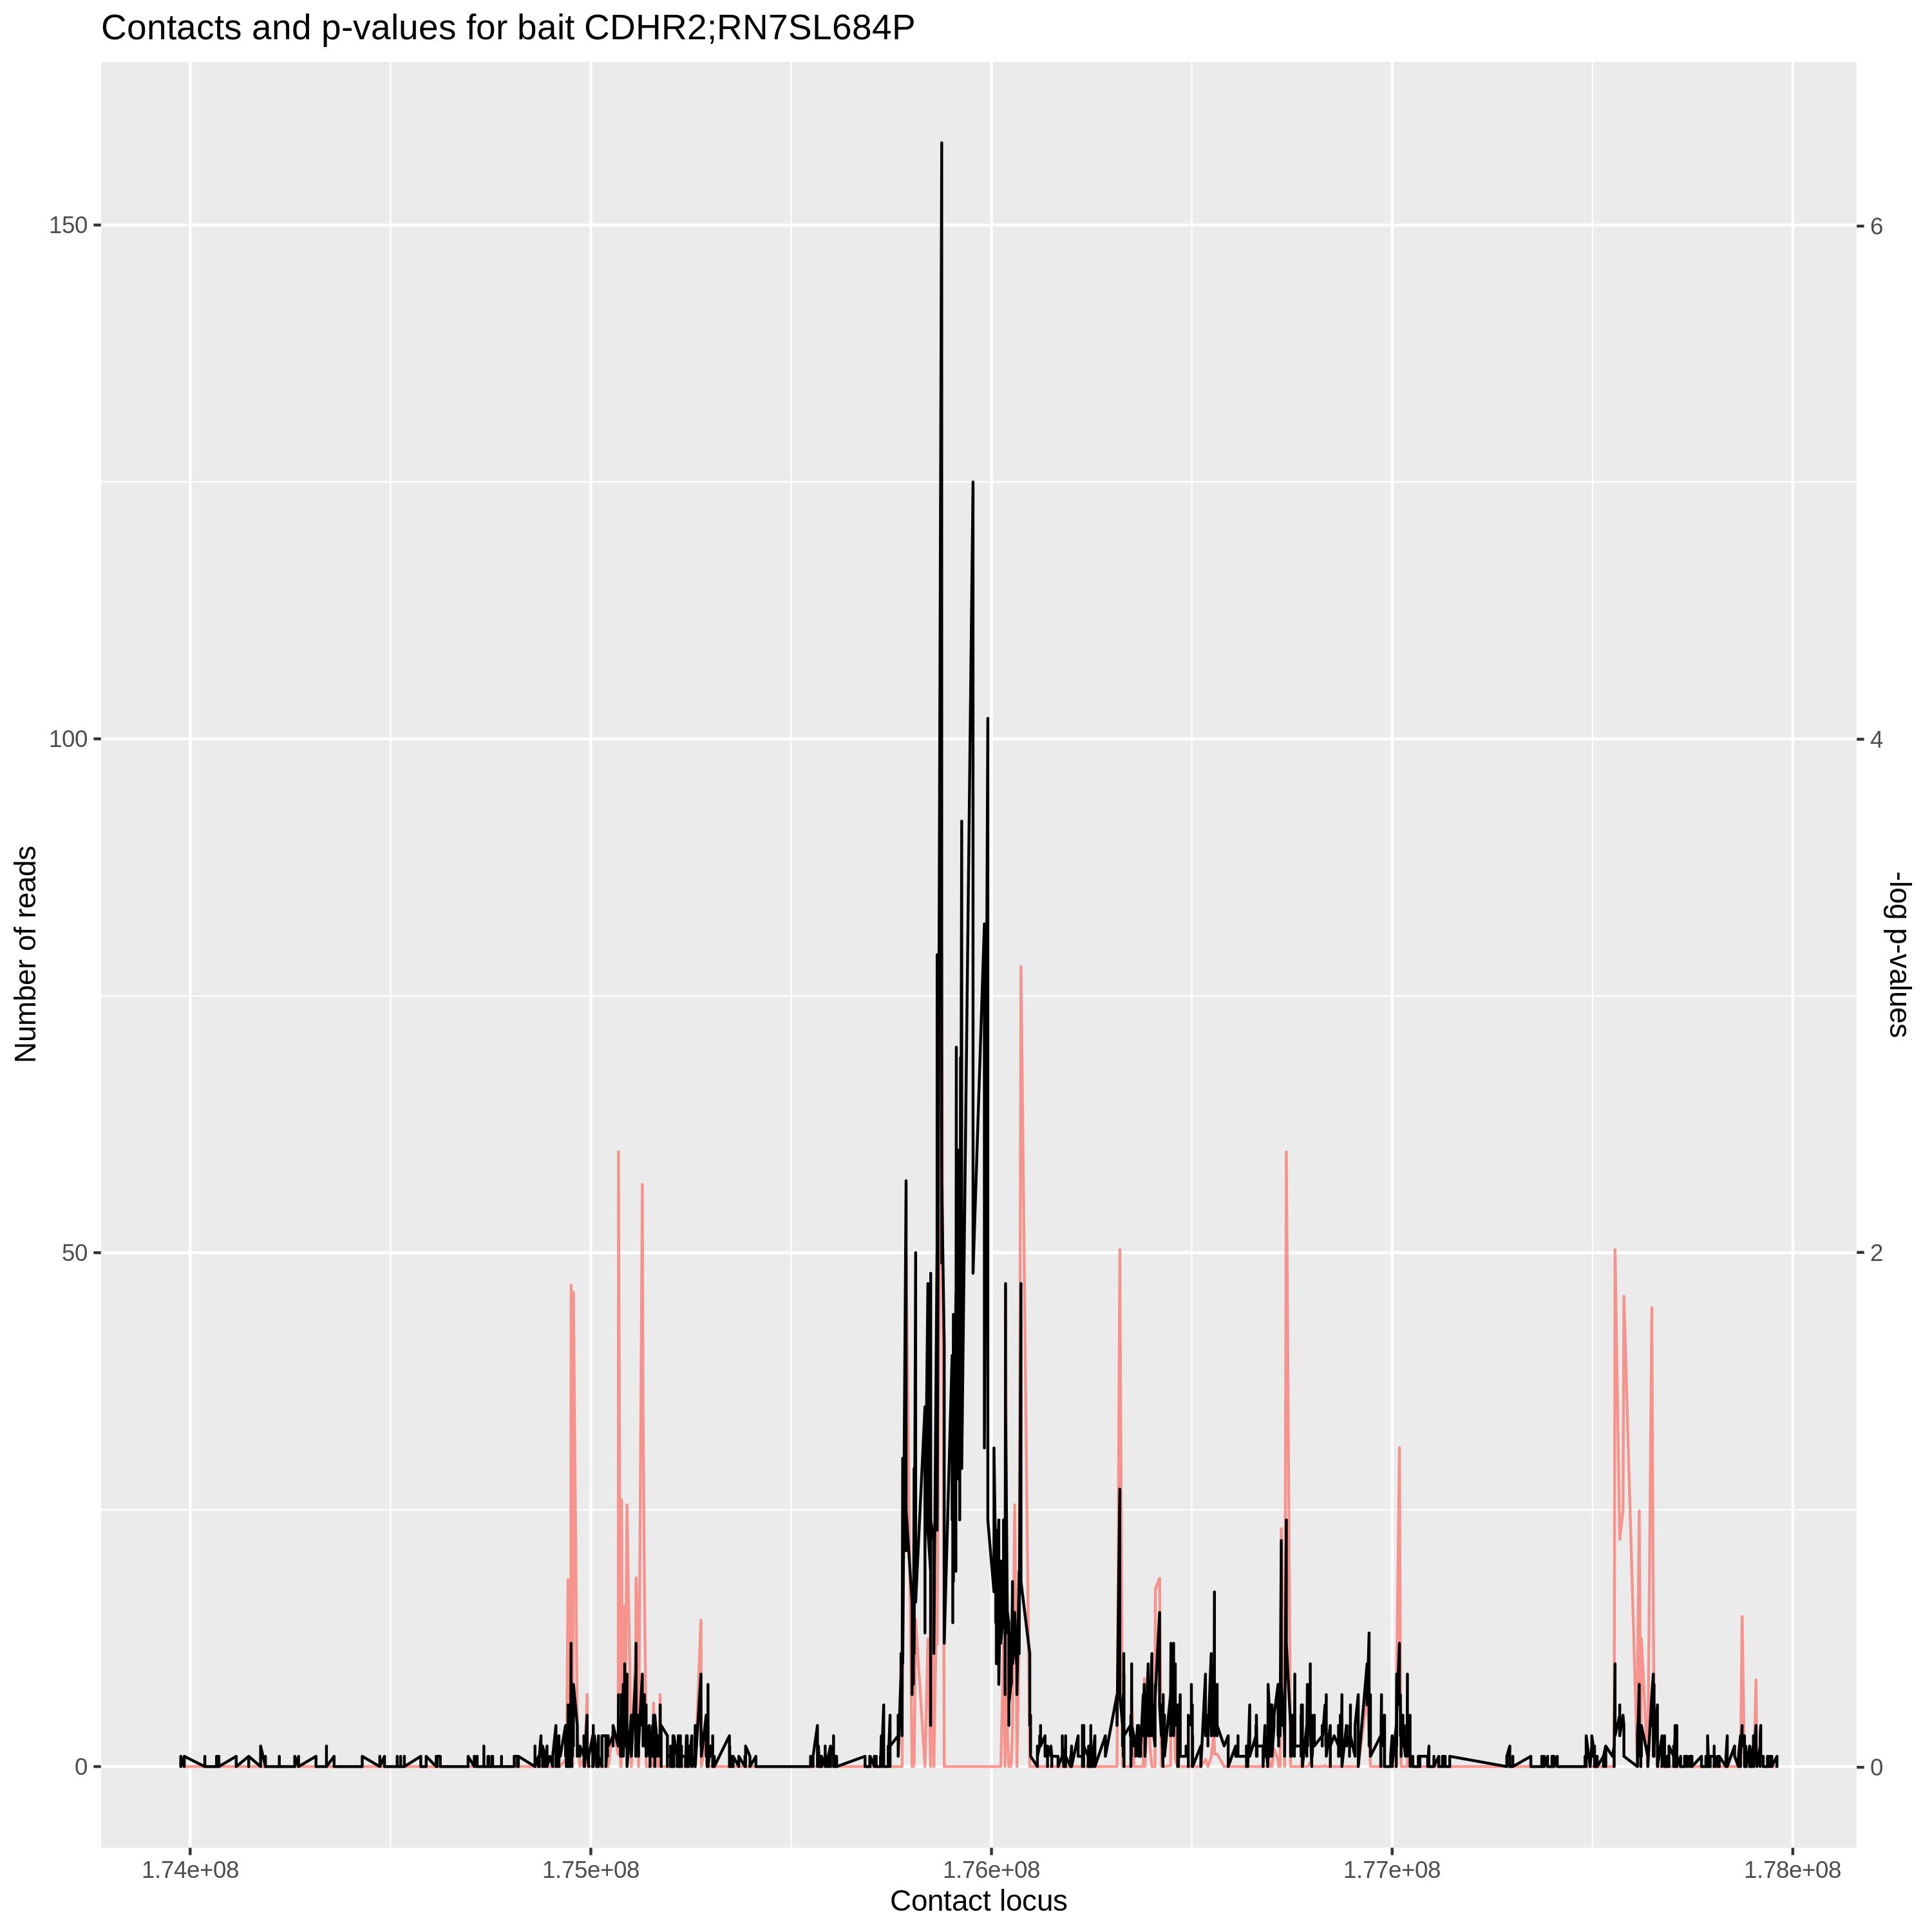 Contacts and p-values for bait CDHR2;RN7SL684P
150
100
50
0
6
4
2
0
Number of reads
-log p-values
1.74e+08 1.75e+08 1.76e+08 1.77e+08 1.78e+08
Contact locus